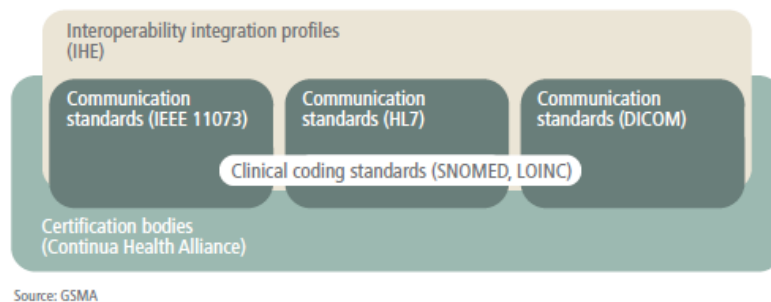 Interoperability integration profiles
(IHE)
Communication
standards (IEEE 11073)
Communication
standards (HL7)
Communication
standards (DICOM)
Clinical coding standards (SNOMED, LOINC)
Certification bodies
(Continua Health Alliance)
Source: GSMA